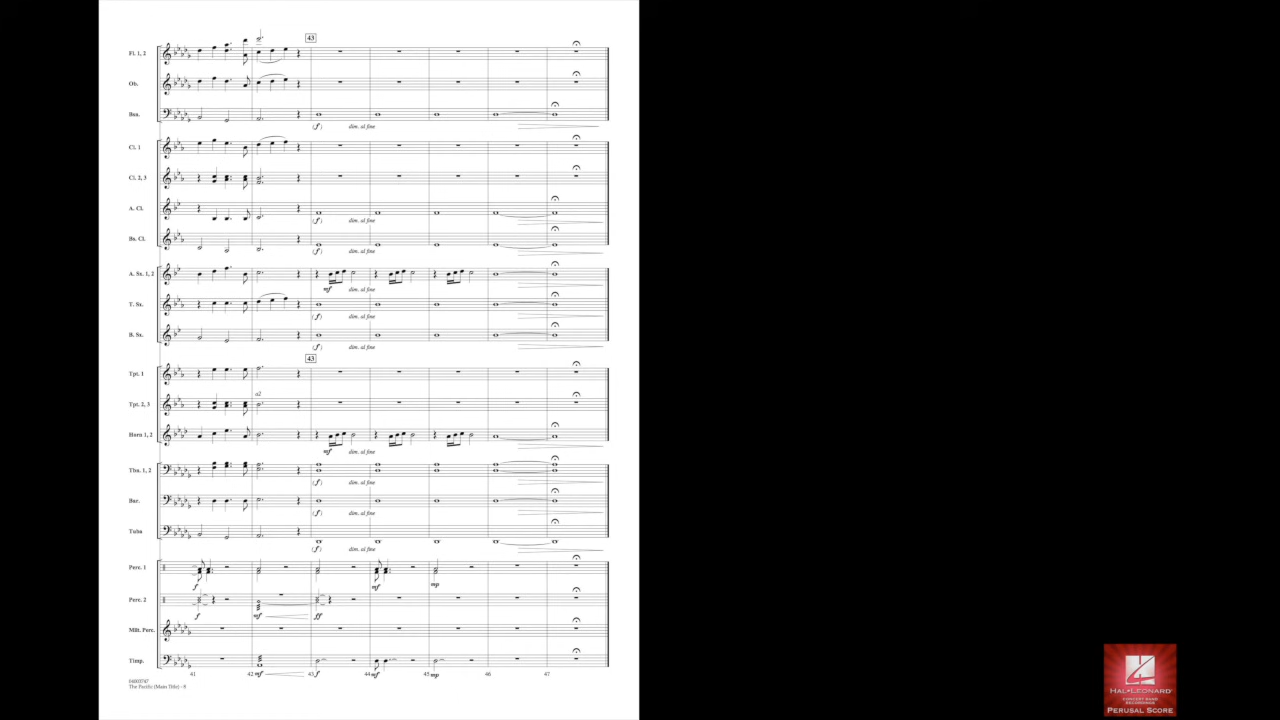 43
Fl. 1, 2
Ob.
Bsn.
(f) dim. al fine
Cl. 1
Cl. 2, 3
A. Cl.
(f) dim. al fine
Bs. Cl.
(f) dim. al fine
A. Sx. 1, 2
mf dim. al fine
T. Sx.
(f) dim. al fine
B. Sx.
(f) dim. al fine
43
Tpt. 1
a2
Tpt. 2, 3
Horn 1, 2
mf dim. al fine
Tbn. 1, 2
(f) dim. al fine
Bar.
(f) dim. al fine
Tuba
(f) dim. al fine
Perc. 1
f mf mp
Perc. 2
f mf ff
Mlt. Perc.
Timp.
mf f mf mp
41 42 43 44 45 46 47
04003747
The Pacific (Main Title) - 8
HAL•LEONARD
CONCERT BAND
RECORDINGS
PERUSAL SCORE